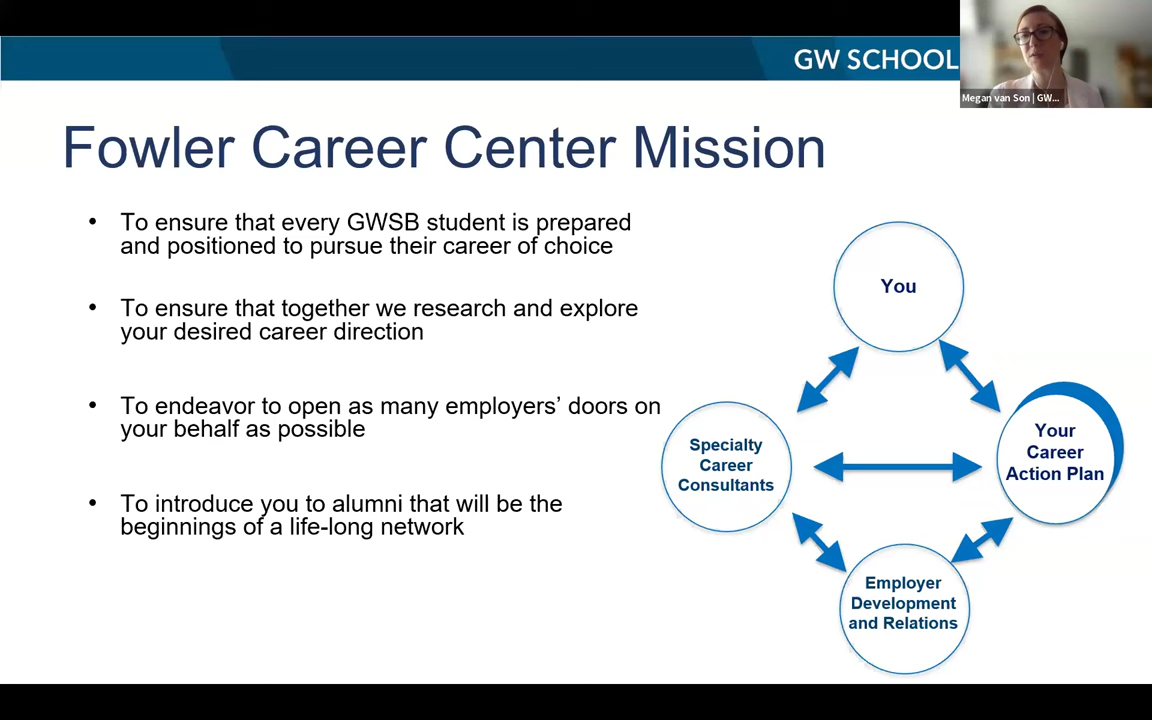 GW SCHOOL
Megan van Son | GW...
Fowler Career Center Mission
• To ensure that every GWSB student is prepared
and positioned to pursue their career of choice
• To ensure that together we research and explore
your desired career direction
• To endeavor to open as many employers’ doors on
your behalf as possible
• To introduce you to alumni that will be the
beginnings of a life-long network
You
Specialty
Career
Consultants
Your
Career
Action Plan
Employer
Development
and Relations